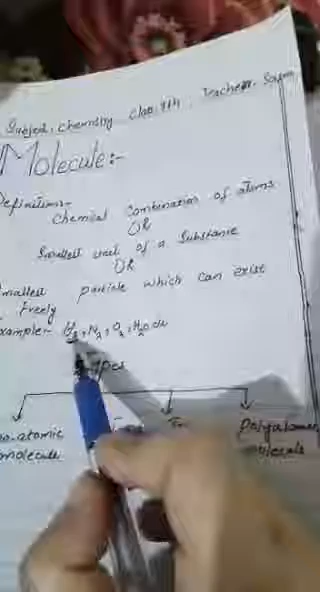 Subject, Chemistry Class 9th, Teacher. Saima
Molecule:-
Definition:-
Chemical Combination of atoms
OR
Smallest unit of a Substance
OR
smallest particle which can exist
freely
Example:- H₂, N₂, O₂, H₂O etc
Types
atomic
molecule
Polyatomic
molecule